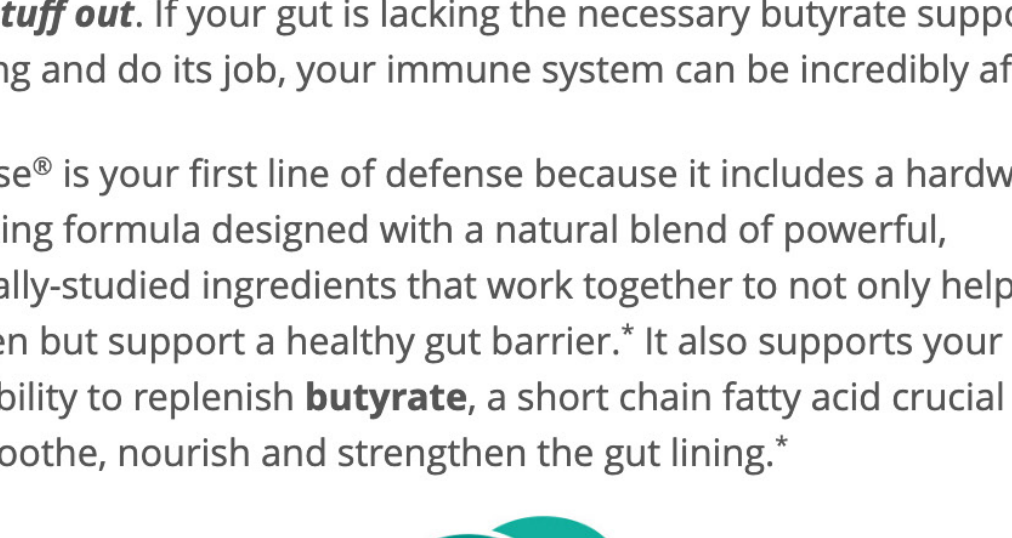 tuff out. If your gut is lacking the necessary butyrate suppo
ng and do its job, your immune system can be incredibly af
se® is your first line of defense because it includes a hardw
ing formula designed with a natural blend of powerful,
ally-studied ingredients that work together to not only help
en but support a healthy gut barrier.* It also supports your
bility to replenish butyrate, a short chain fatty acid crucial
oothe, nourish and strengthen the gut lining.*